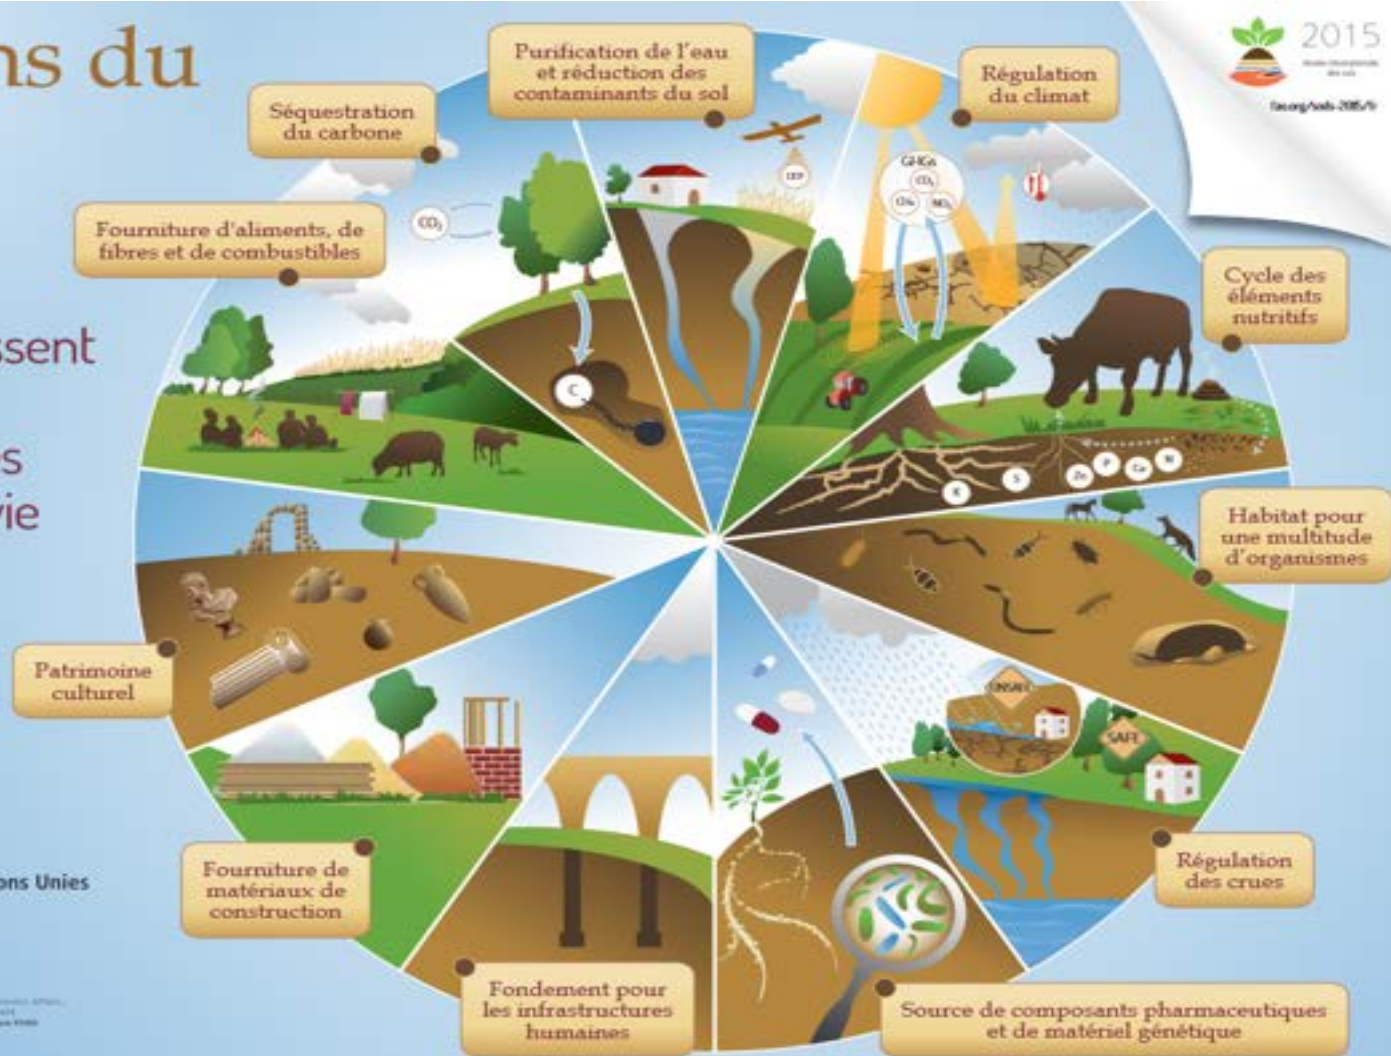 ns du
ssent
s
vie
ons Unies
2015
Purification de l'eau
et réduction des
contaminants du sol
Régulation
du climat
Séquestration
du carbone
Fourniture d'aliments, de
fibres et de combustibles
CO₂
C
GHGs
CO₂
CH₄
Cycle des
éléments
nutritifs
K
S
Zn
P
Ca
N
Habitat pour
une multitude
d'organismes
Patrimoine
culturel
UNSAFE
SAFE
Fourniture de
matériaux de
construction
Régulation
des crues
Fondement pour
les infrastructures
humaines
Source de composants pharmaceutiques
et de matériel génétique